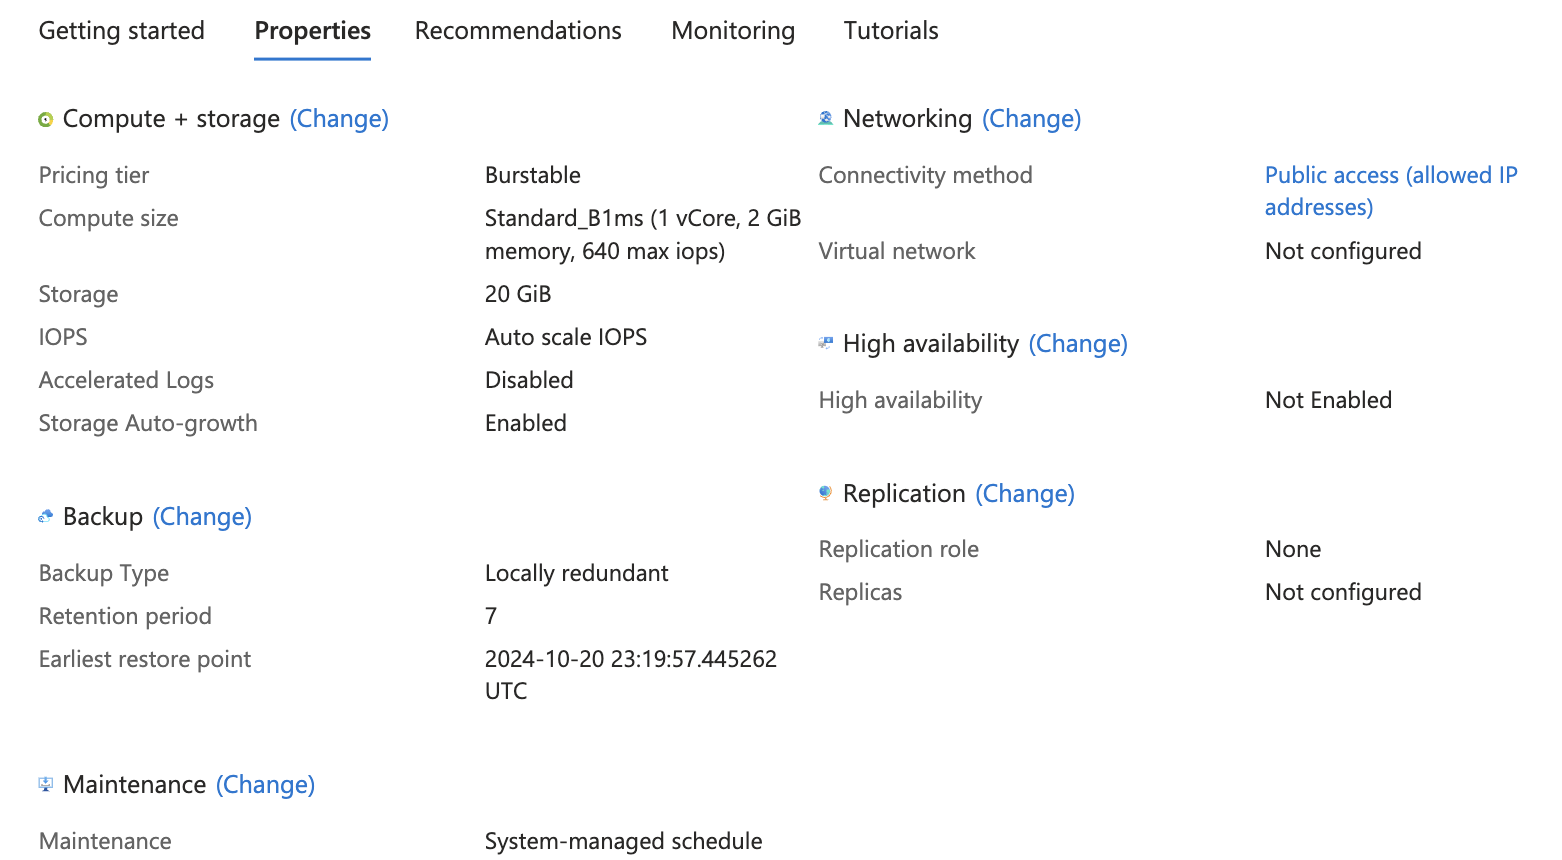 Getting started Properties Recommendations Monitoring Tutorials
Compute + storage (Change)
Pricing tier Burstable
Compute size Standard_B1ms (1 vCore, 2 GiB
memory, 640 max iops)
Storage 20 GiB
IOPS Auto scale IOPS
Accelerated Logs Disabled
Storage Auto-growth Enabled
Backup (Change)
Backup Type Locally redundant
Retention period 7
Earliest restore point 2024-10-20 23:19:57.445262
UTC
Maintenance (Change)
Maintenance System-managed schedule
Networking (Change)
Connectivity method Public access (allowed IP
addresses)
Virtual network Not configured
High availability (Change)
High availability Not Enabled
Replication (Change)
Replication role None
Replicas Not configured